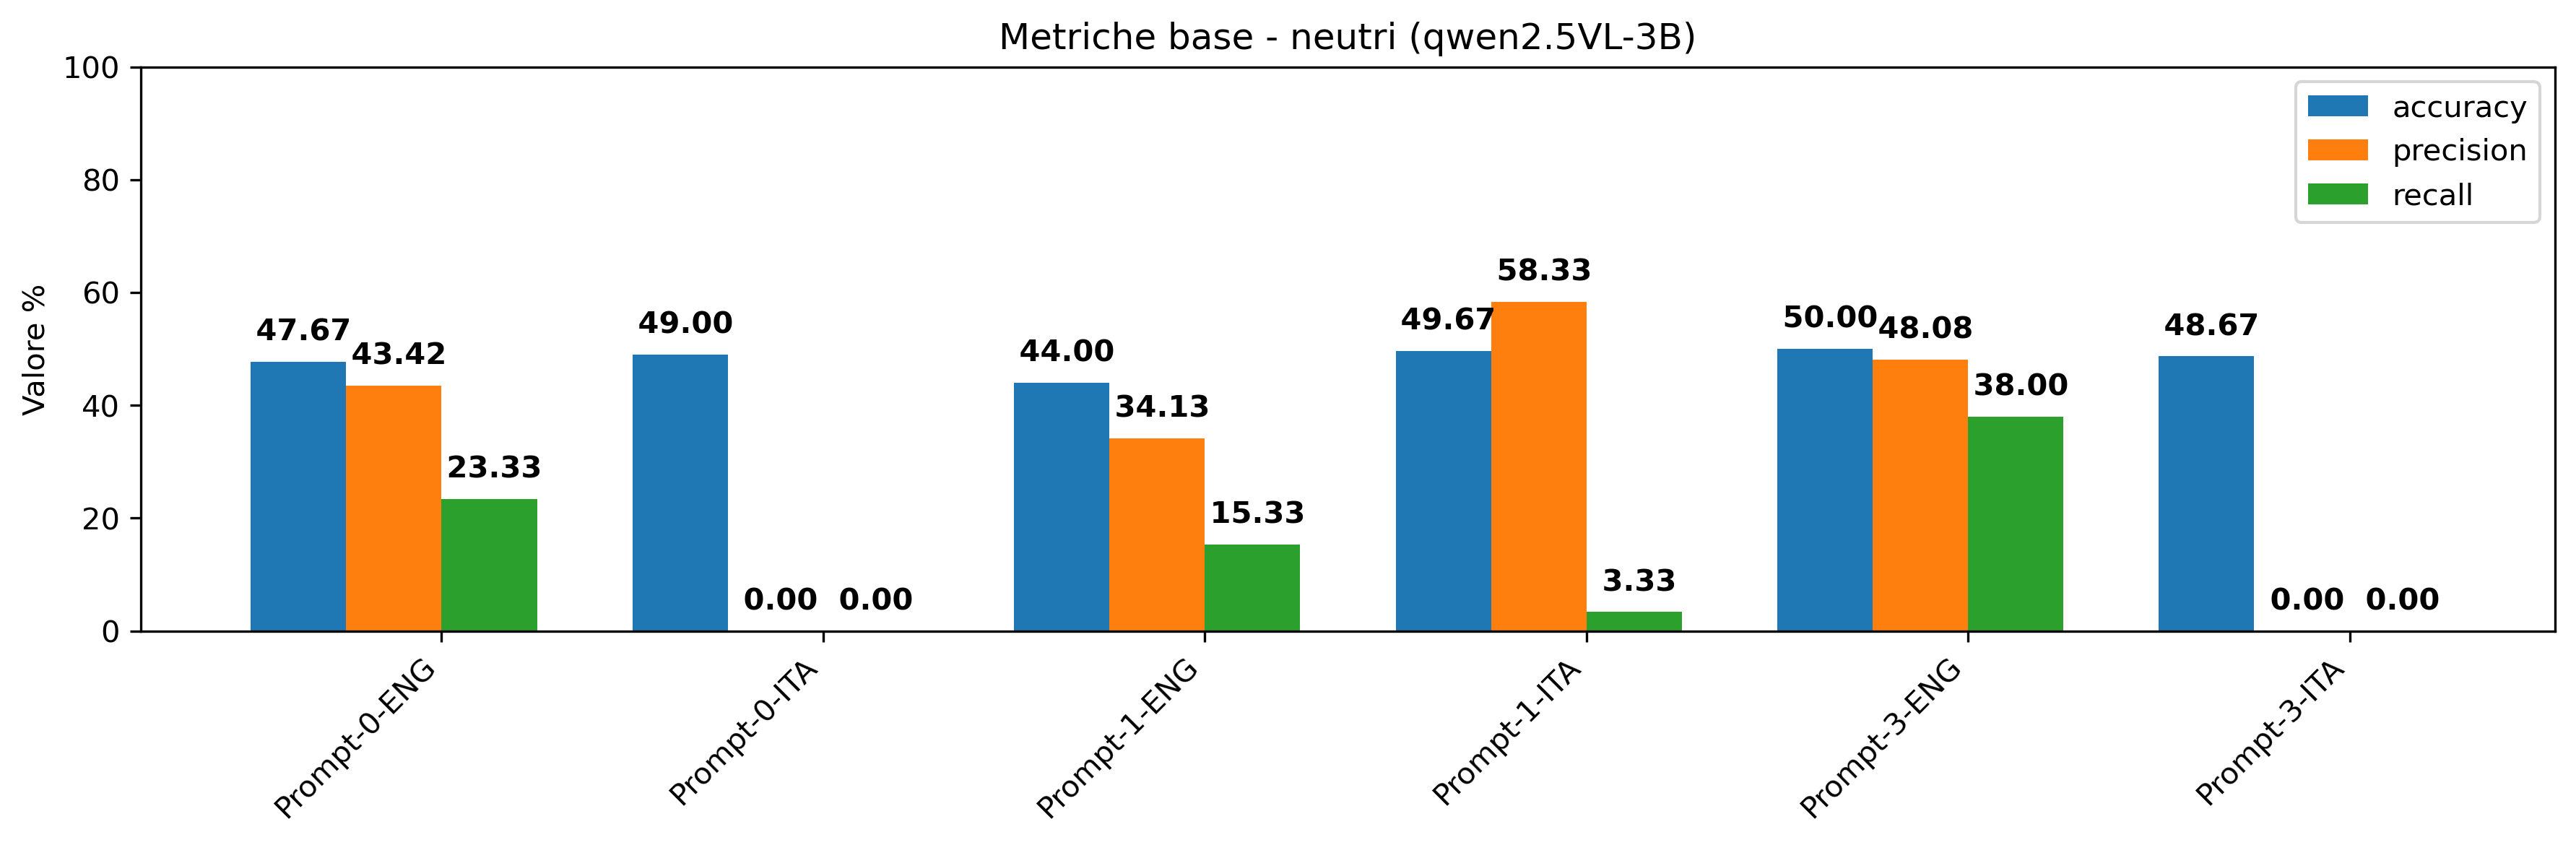 Metriche base - neutri (qwen2.5VL-3B)
Valore %
100
80
60
40
20
0
accuracy
precision
recall
47.67
43.42
23.33
49.00
0.00
0.00
44.00
34.13
15.33
49.67
58.33
3.33
50.00
48.08
38.00
48.67
0.00
0.00
Prompt-0-ENG
Prompt-0-ITA
Prompt-1-ENG
Prompt-1-ITA
Prompt-3-ENG
Prompt-3-ITA